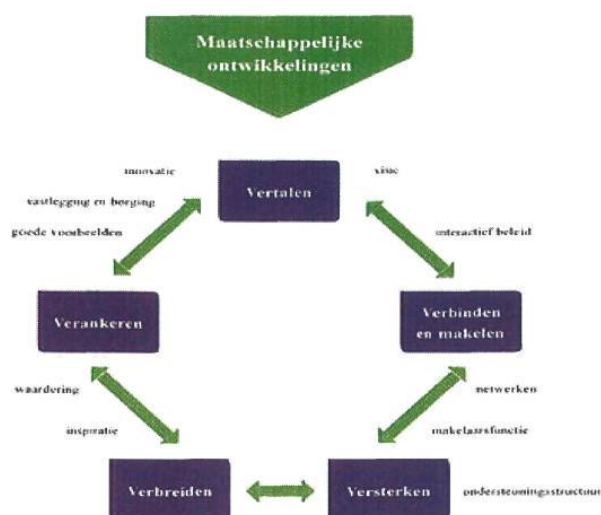 Maatschappelijke
ontwikkelingen
innovatie
visie
Vertalen
vastlegging en borging
goede voorbeelden
interactief beleid
Verankeren
Verbinden
en makelen
waardering
netwerken
inspiratie
makelaarsfunctie
Verbreiden
Versterken
ondersteuningsstructuur